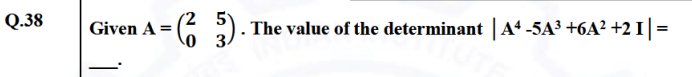 Q.38
Given A = (2 5
0 3). The value of the determinant | A⁴ -5A³ +6A² +2 I | =
___.